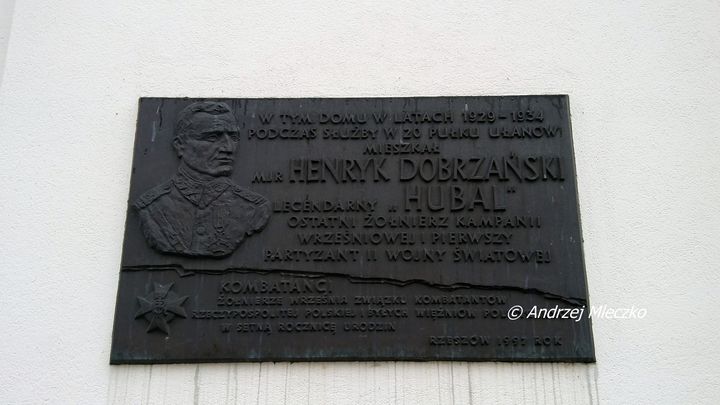 W TYM DOMU W LATACH 1929-1934
PODCZAS SŁUŻBY W 20 PUŁKU UŁANÓW
MIESZKAŁ
MJR HENRYK DOBRZAŃSKI
LEGENDARNY „HUBAL"
OSTATNI ŻOŁNIERZ KAMPANII
WRZEŚNIOWEJ I PIERWSZY
PARTYZANT II WOJNY ŚWIATOWEJ
KOMBATANCI
ŻOŁNIERZE WRZEŚNIA ZWIĄZKU KOMBATANTÓW
RZECZYPOSPOLITEJ POLSKIEJ I BYŁYCH WIĘŹNIÓW
W SETNĄ ROCZNICĘ URODZIN
RZESZÓW 1997 ROK
© Andrzej Mleczko